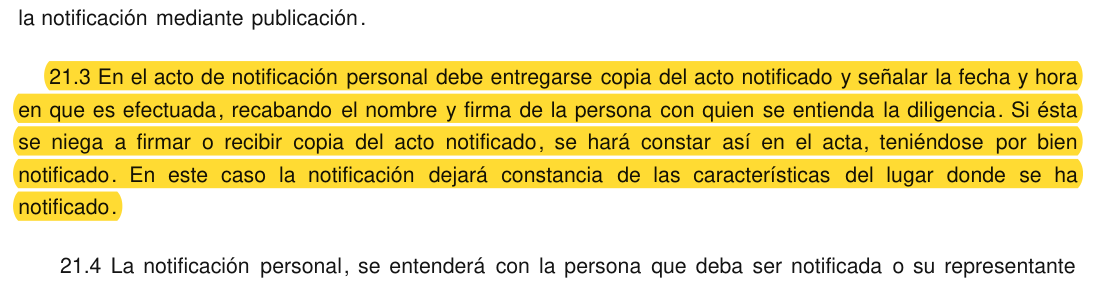 la notificación mediante publicación.
21.3 En el acto de notificación personal debe entregarse copia del acto notificado y señalar la fecha y hora
en que es efectuada, recabando el nombre y firma de la persona con quien se entienda la diligencia. Si ésta
se niega a firmar o recibir copia del acto notificado, se hará constar así en el acta, teniéndose por bien
notificado. En este caso la notificación dejará constancia de las características del lugar donde se ha
notificado.
21.4 La notificación personal, se entenderá con la persona que deba ser notificada o su representante